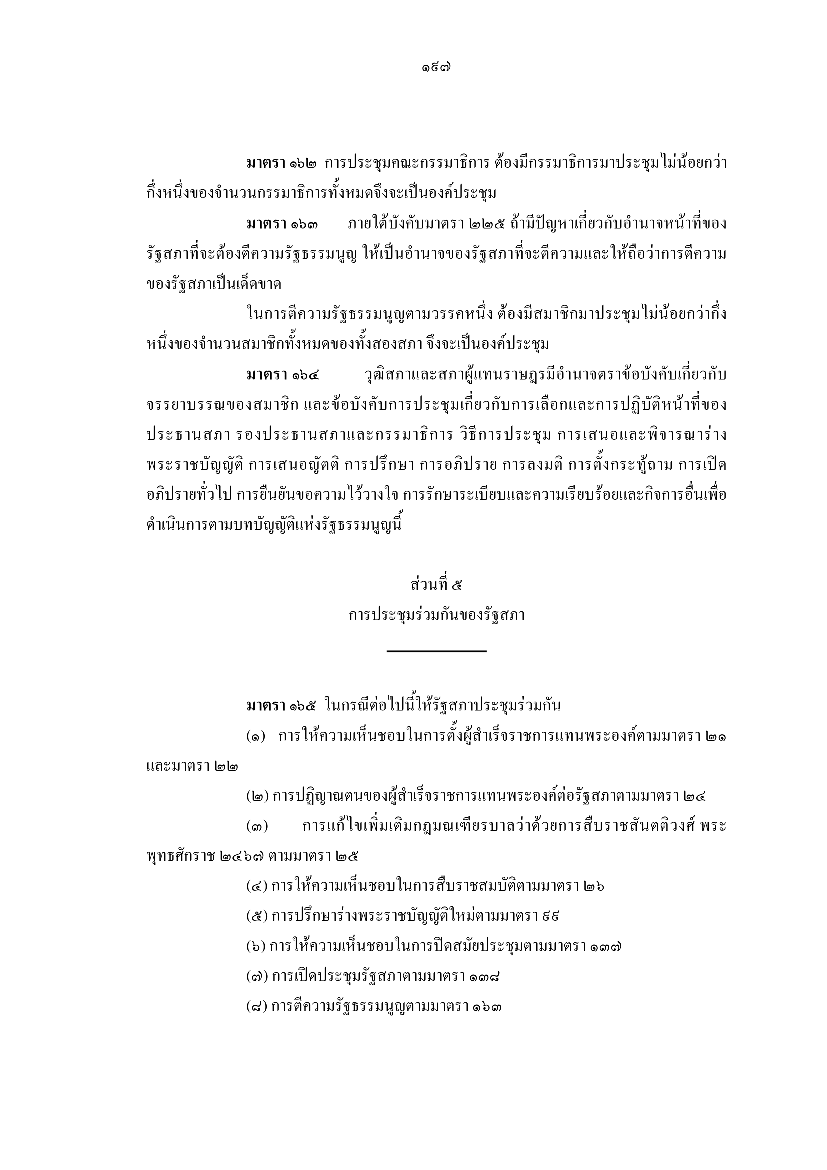 ๑๙๗
มาตรา ๑๖๒ การประชุมคณะกรรมาธิการ ต้องมีกรรมาธิการมาประชุมไม่น้อยกว่า
กึ่งหนึ่งของจำนวนกรรมาธิการทั้งหมดจึงจะเป็นองค์ประชุม
มาตรา ๑๖๓ ภายใต้บังคับมาตรา ๒๒๕ ถ้ามีปัญหาเกี่ยวกับอำนาจหน้าที่ของ
รัฐสภาที่จะต้องตีความรัฐธรรมนูญ ให้เป็นอำนาจของรัฐสภาที่จะตีความและให้ถือว่าการตีความ
ของรัฐสภาเป็นเด็ดขาด
ในการตีความรัฐธรรมนูญตามวรรคหนึ่ง ต้องมีสมาชิกมาประชุมไม่น้อยกว่ากึ่ง
หนึ่งของจำนวนสมาชิกทั้งหมดของทั้งสองสภา จึงจะเป็นองค์ประชุม
มาตรา ๑๖๔ วุฒิสภาและสภาผู้แทนราษฎรมีอำนาจตราข้อบังคับเกี่ยวกับ
จรรยาบรรณของสมาชิก และข้อบังคับการประชุมเกี่ยวกับการเลือกและการปฏิบัติหน้าที่ของ
ประธานสภา รองประธานสภาและกรรมาธิการ วิธีการประชุม การเสนอและพิจารณาร่าง
พระราชบัญญัติ การเสนอญัตติ การปรึกษา การอภิปราย การลงมติ การตั้งกระทู้ถาม การเปิด
อภิปรายทั่วไป การยืนยันขอความไว้วางใจ การรักษาระเบียบและความเรียบร้อยและกิจการอื่นเพื่อ
ดำเนินการตามบทบัญญัติแห่งรัฐธรรมนูญนี้
ส่วนที่ ๕
การประชุมร่วมกันของรัฐสภา
มาตรา ๑๖๕ ในกรณีต่อไปนี้ให้รัฐสภาประชุมร่วมกัน
(๑) การให้ความเห็นชอบในการตั้งผู้สำเร็จราชการแทนพระองค์ตามมาตรา ๒๑
และมาตรา ๒๒
(๒) การปฏิญาณตนของผู้สำเร็จราชการแทนพระองค์ต่อรัฐสภาตามมาตรา ๒๔
(๓) การแก้ไขเพิ่มเติมกฎมณเฑียรบาลว่าด้วยการสืบราชสันตติวงศ์ พระ
พุทธศักราช ๒๔๖๗ ตามมาตรา ๒๕
(๔) การให้ความเห็นชอบในการสืบราชสมบัติตามมาตรา ๒๖
(๕) การปรึกษาร่างพระราชบัญญัติใหม่ตามมาตรา ๙๙
(๖) การให้ความเห็นชอบในการปิดสมัยประชุมตามมาตรา ๑๓๗
(๗) การเปิดประชุมรัฐสภาตามมาตรา ๑๓๘
(๘) การตีความรัฐธรรมนูญตามมาตรา ๑๖๓